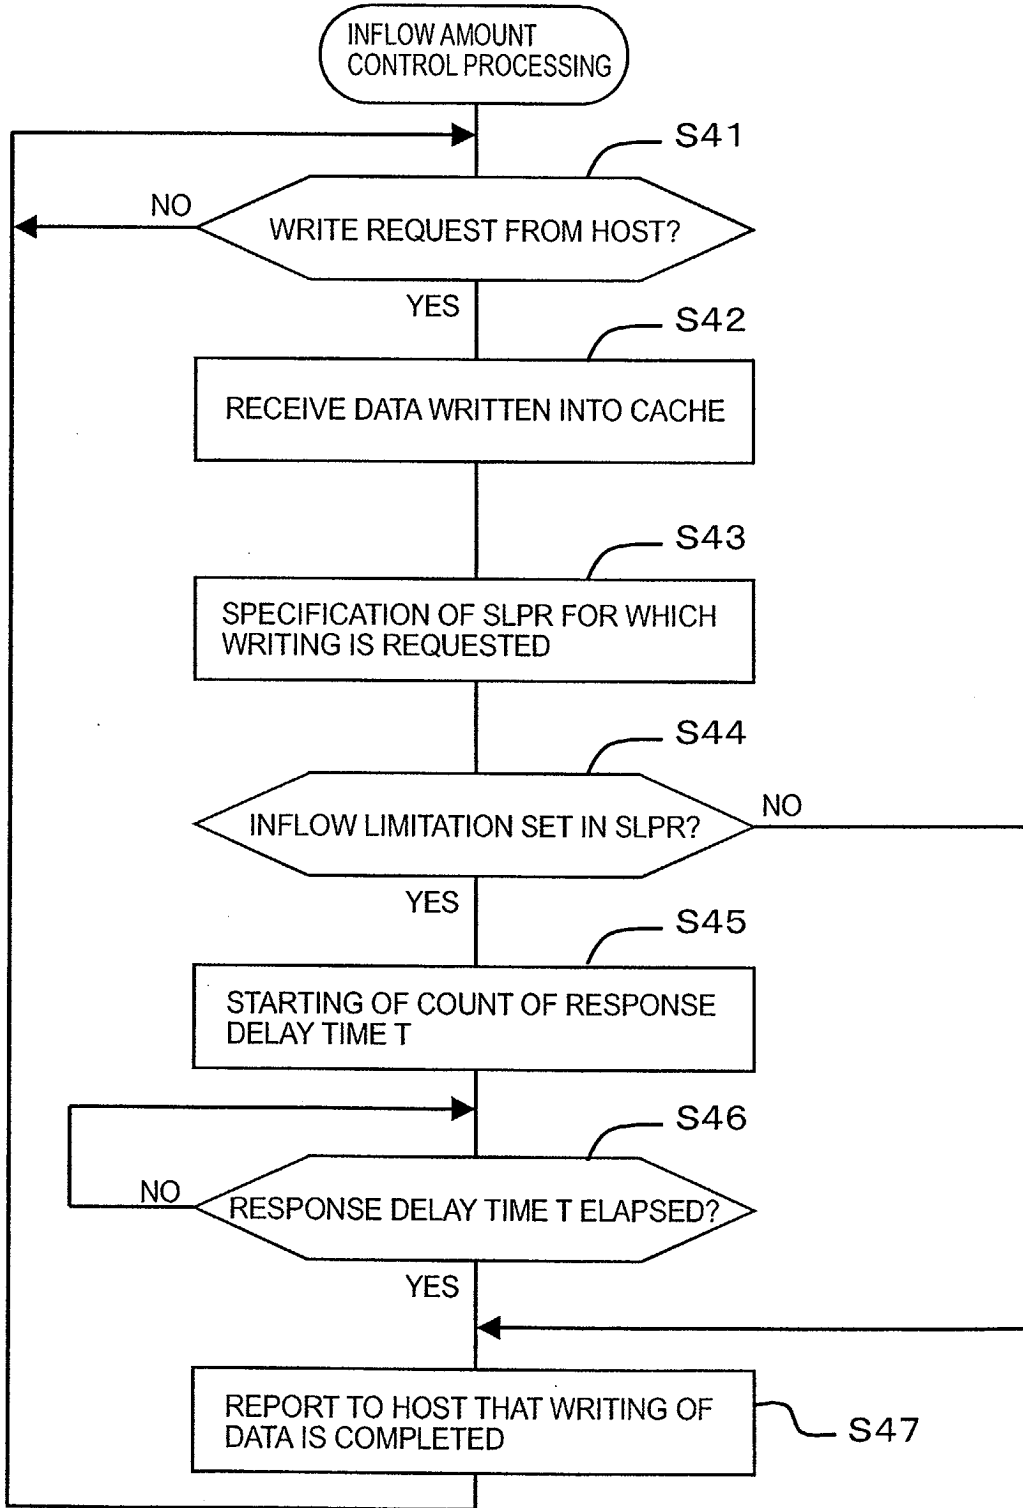 INFLOW AMOUNT
CONTROL PROCESSING
S41
NO
WRITE REQUEST FROM HOST?
YES
S42
RECEIVE DATA WRITTEN INTO CACHE
S43
SPECIFICATION OF SLPR FOR WHICH
WRITING IS REQUESTED
S44
NO
INFLOW LIMITATION SET IN SLPR?
YES
S45
STARTING OF COUNT OF RESPONSE
DELAY TIME T
S46
NO
RESPONSE DELAY TIME T ELAPSED?
YES
REPORT TO HOST THAT WRITING OF
DATA IS COMPLETED
S47